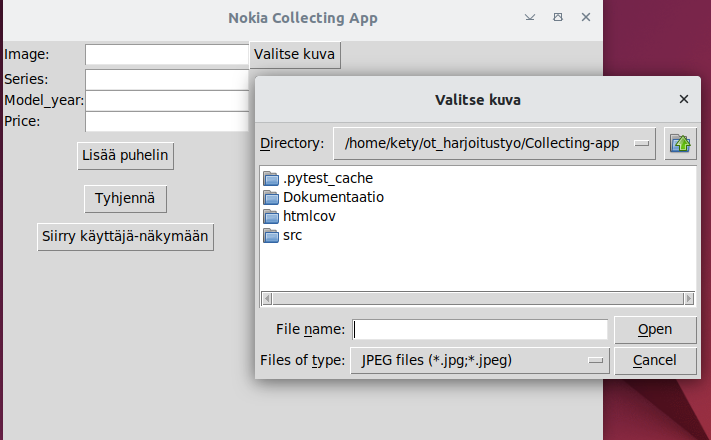 Nokia Collecting App
Image:
Valitse kuva
Series:
Model_year:
Price:
Lisää puhelin
Tyhjennä
Siirry käyttäjä-näkymään
Valitse kuva
Directory: /home/kety/ot_harjoitustyo/Collecting-app
.pytest_cache
Dokumentaatio
htmlcov
src
File name:
Open
Files of type: JPEG files (*.jpg;*.jpeg)
Cancel